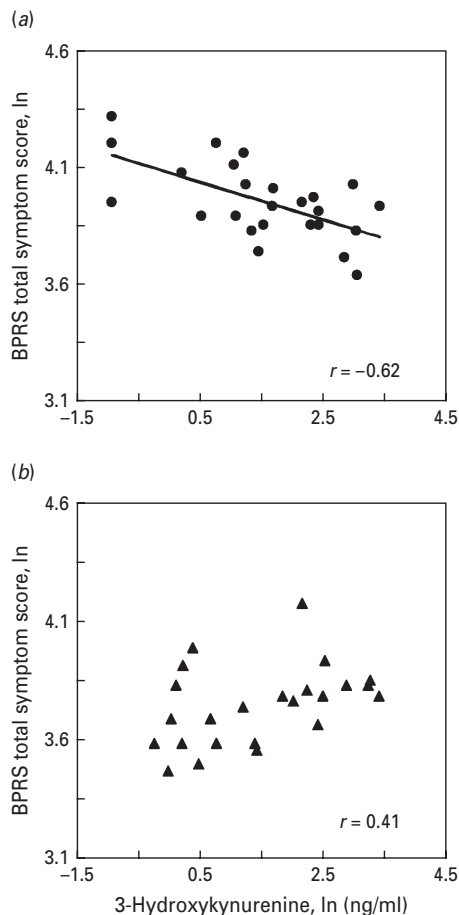 (a)
4.6
4.1
3.6
3.1
BPRS total symptom score, ln
r = −0.62
−1.5
0.5
2.5
4.5
(b)
4.6
4.1
3.6
3.1
BPRS total symptom score, ln
r = 0.41
−1.5
0.5
2.5
4.5
3-Hydroxykynurenine, ln (ng/ml)